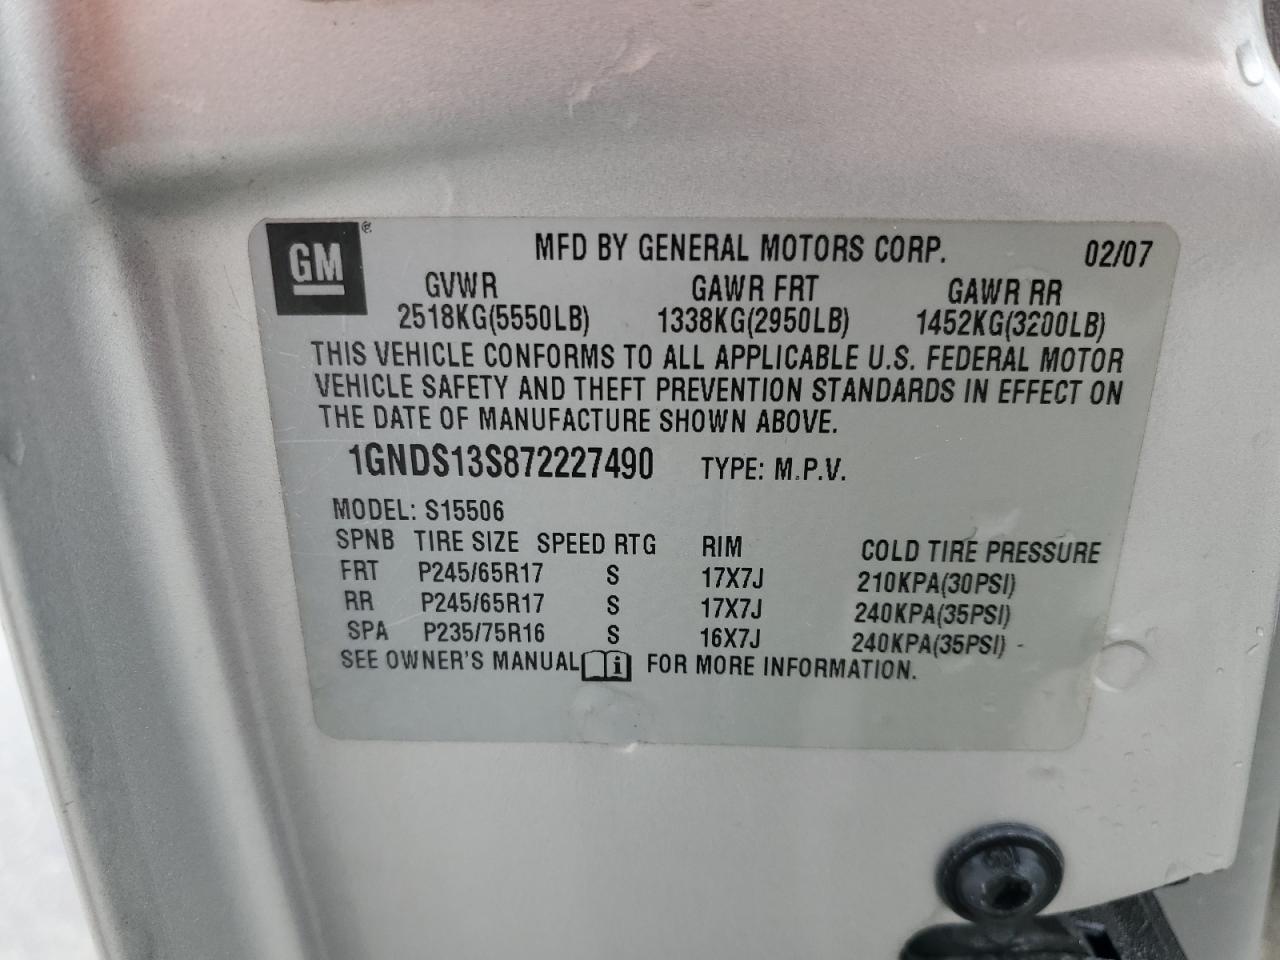 GM®
MFD BY GENERAL MOTORS CORP. 02/07
GVWR GAWR FRT GAWR RR
2518KG(5550LB) 1338KG(2950LB) 1452KG(3200LB)
THIS VEHICLE CONFORMS TO ALL APPLICABLE U.S. FEDERAL MOTOR
VEHICLE SAFETY AND THEFT PREVENTION STANDARDS IN EFFECT ON
THE DATE OF MANUFACTURE SHOWN ABOVE.
1GNDS13S872227490 TYPE: M.P.V.
MODEL: S15506
SPNB TIRE SIZE SPEED RTG RIM COLD TIRE PRESSURE
FRT P245/65R17 S 17X7J 210KPA(30PSI)
RR P245/65R17 S 17X7J 240KPA(35PSI)
SPA P235/75R16 S 16X7J 240KPA(35PSI)
SEE OWNER'S MANUAL i FOR MORE INFORMATION.